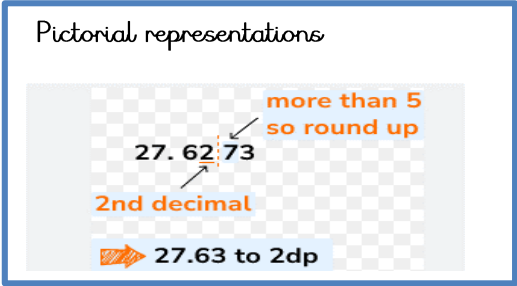 Pictorial representations
more than 5
so round up
27. 62 73
2nd decimal
27.63 to 2dp